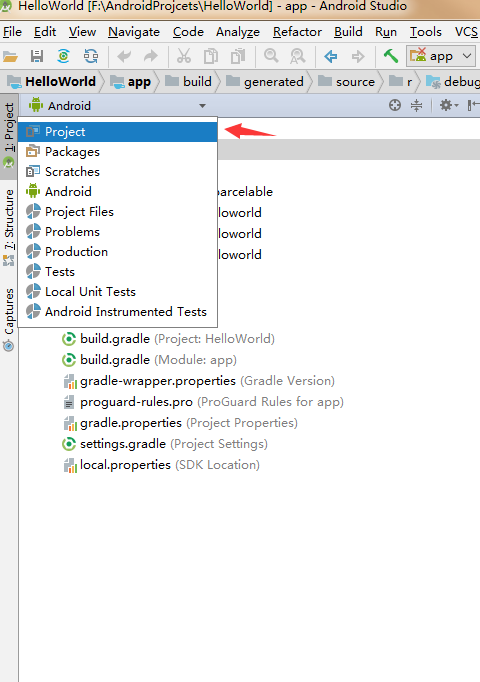 HelloWorld [F:\AndroidProjcets\HelloWorld] - app - Android Studio
File Edit View Navigate Code Analyze Refactor Build Run Tools VCS
app
HelloWorld app build generated source r debug
1: Project
7: Structure
Captures
Android
Project
Packages
Scratches
Android
Project Files
Problems
Production
Tests
Local Unit Tests
Android Instrumented Tests
arcelable
loworld
loworld
loworld
build.gradle (Project: HelloWorld)
build.gradle (Module: app)
gradle-wrapper.properties (Gradle Version)
proguard-rules.pro (ProGuard Rules for app)
gradle.properties (Project Properties)
settings.gradle (Project Settings)
local.properties (SDK Location)